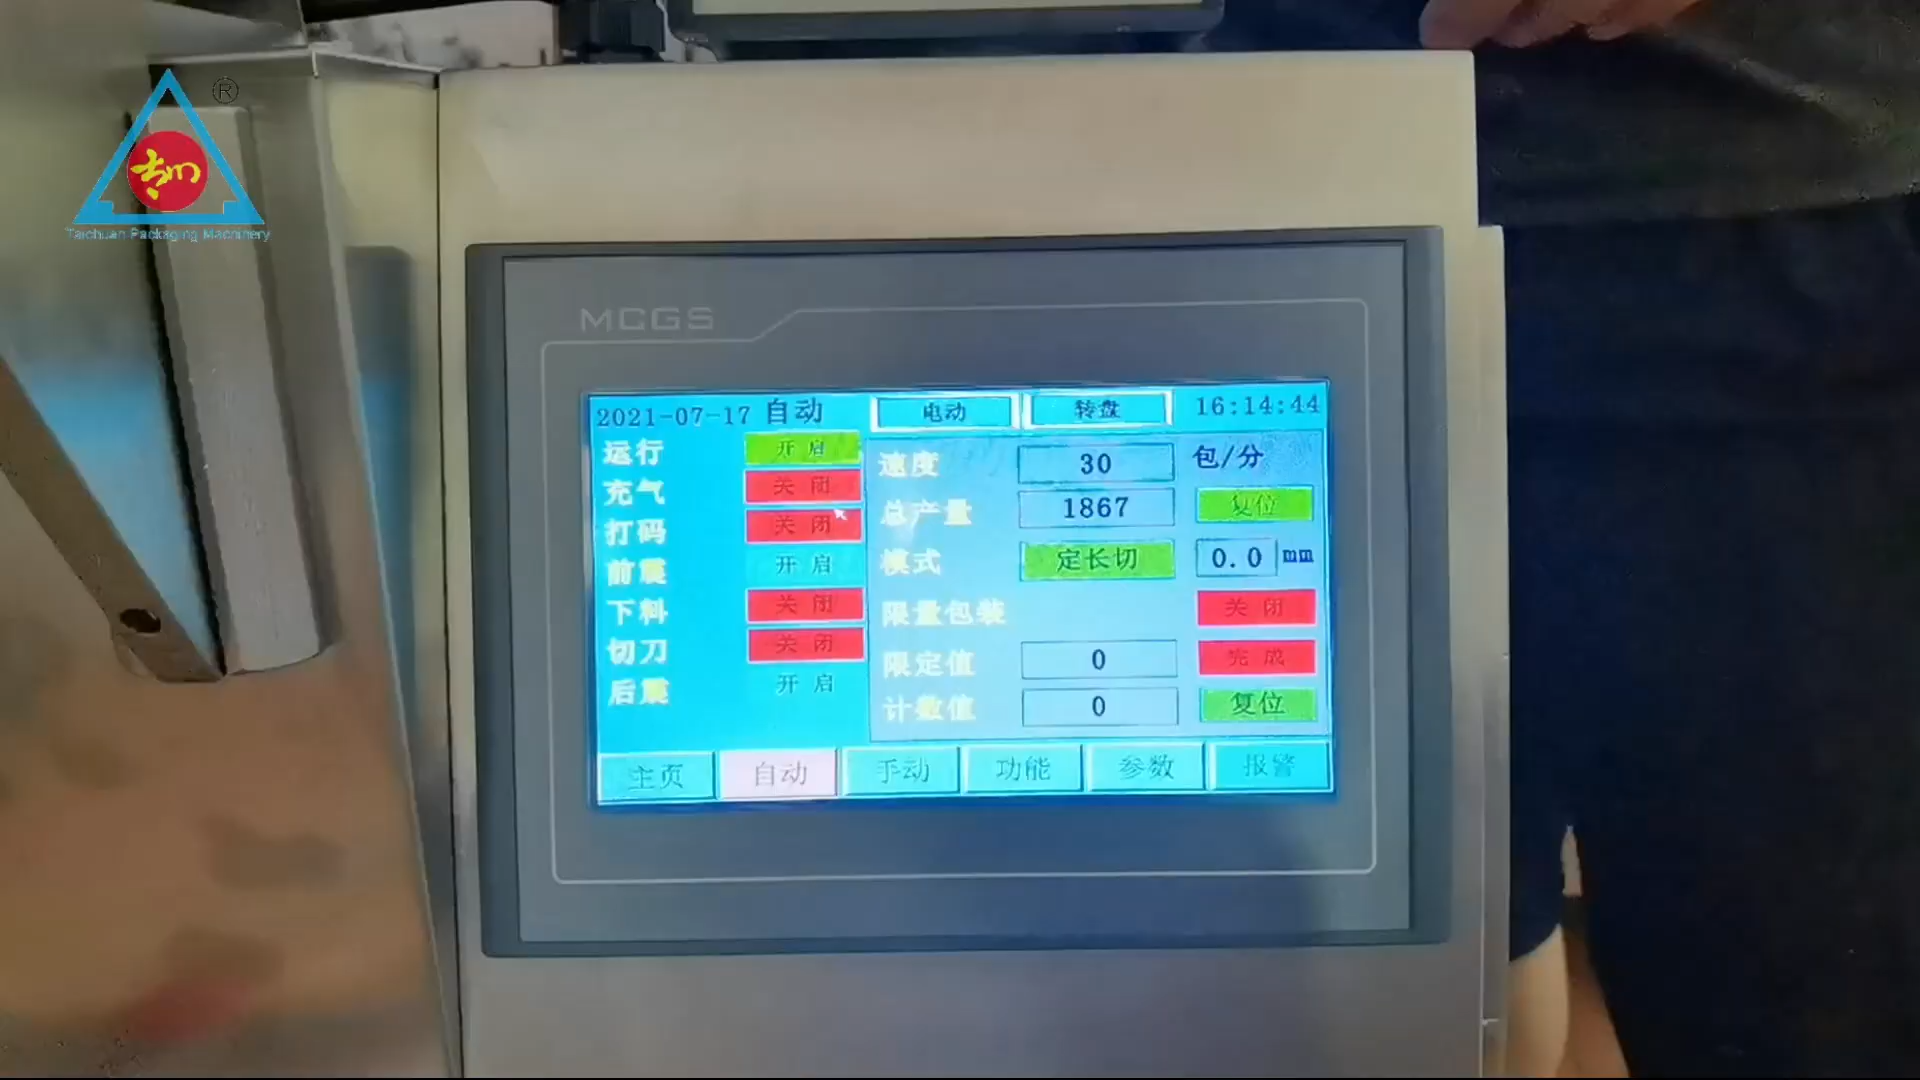 ®
吉川
Taichuan Packaging Machinery
MCGS
2021-07-17 自动 电动 转盘 16:14:44
运行 开启
充气 关闭
打码 关闭
前震 开启
下料 关闭
切刀 关闭
后震 开启
速度 30 包/分
总产量 1867 复位
模式 定长切 0.0 mm
限量包装 关闭
限定值 0 完成
计数值 0 复位
主页 自动 手动 功能 参数 报警